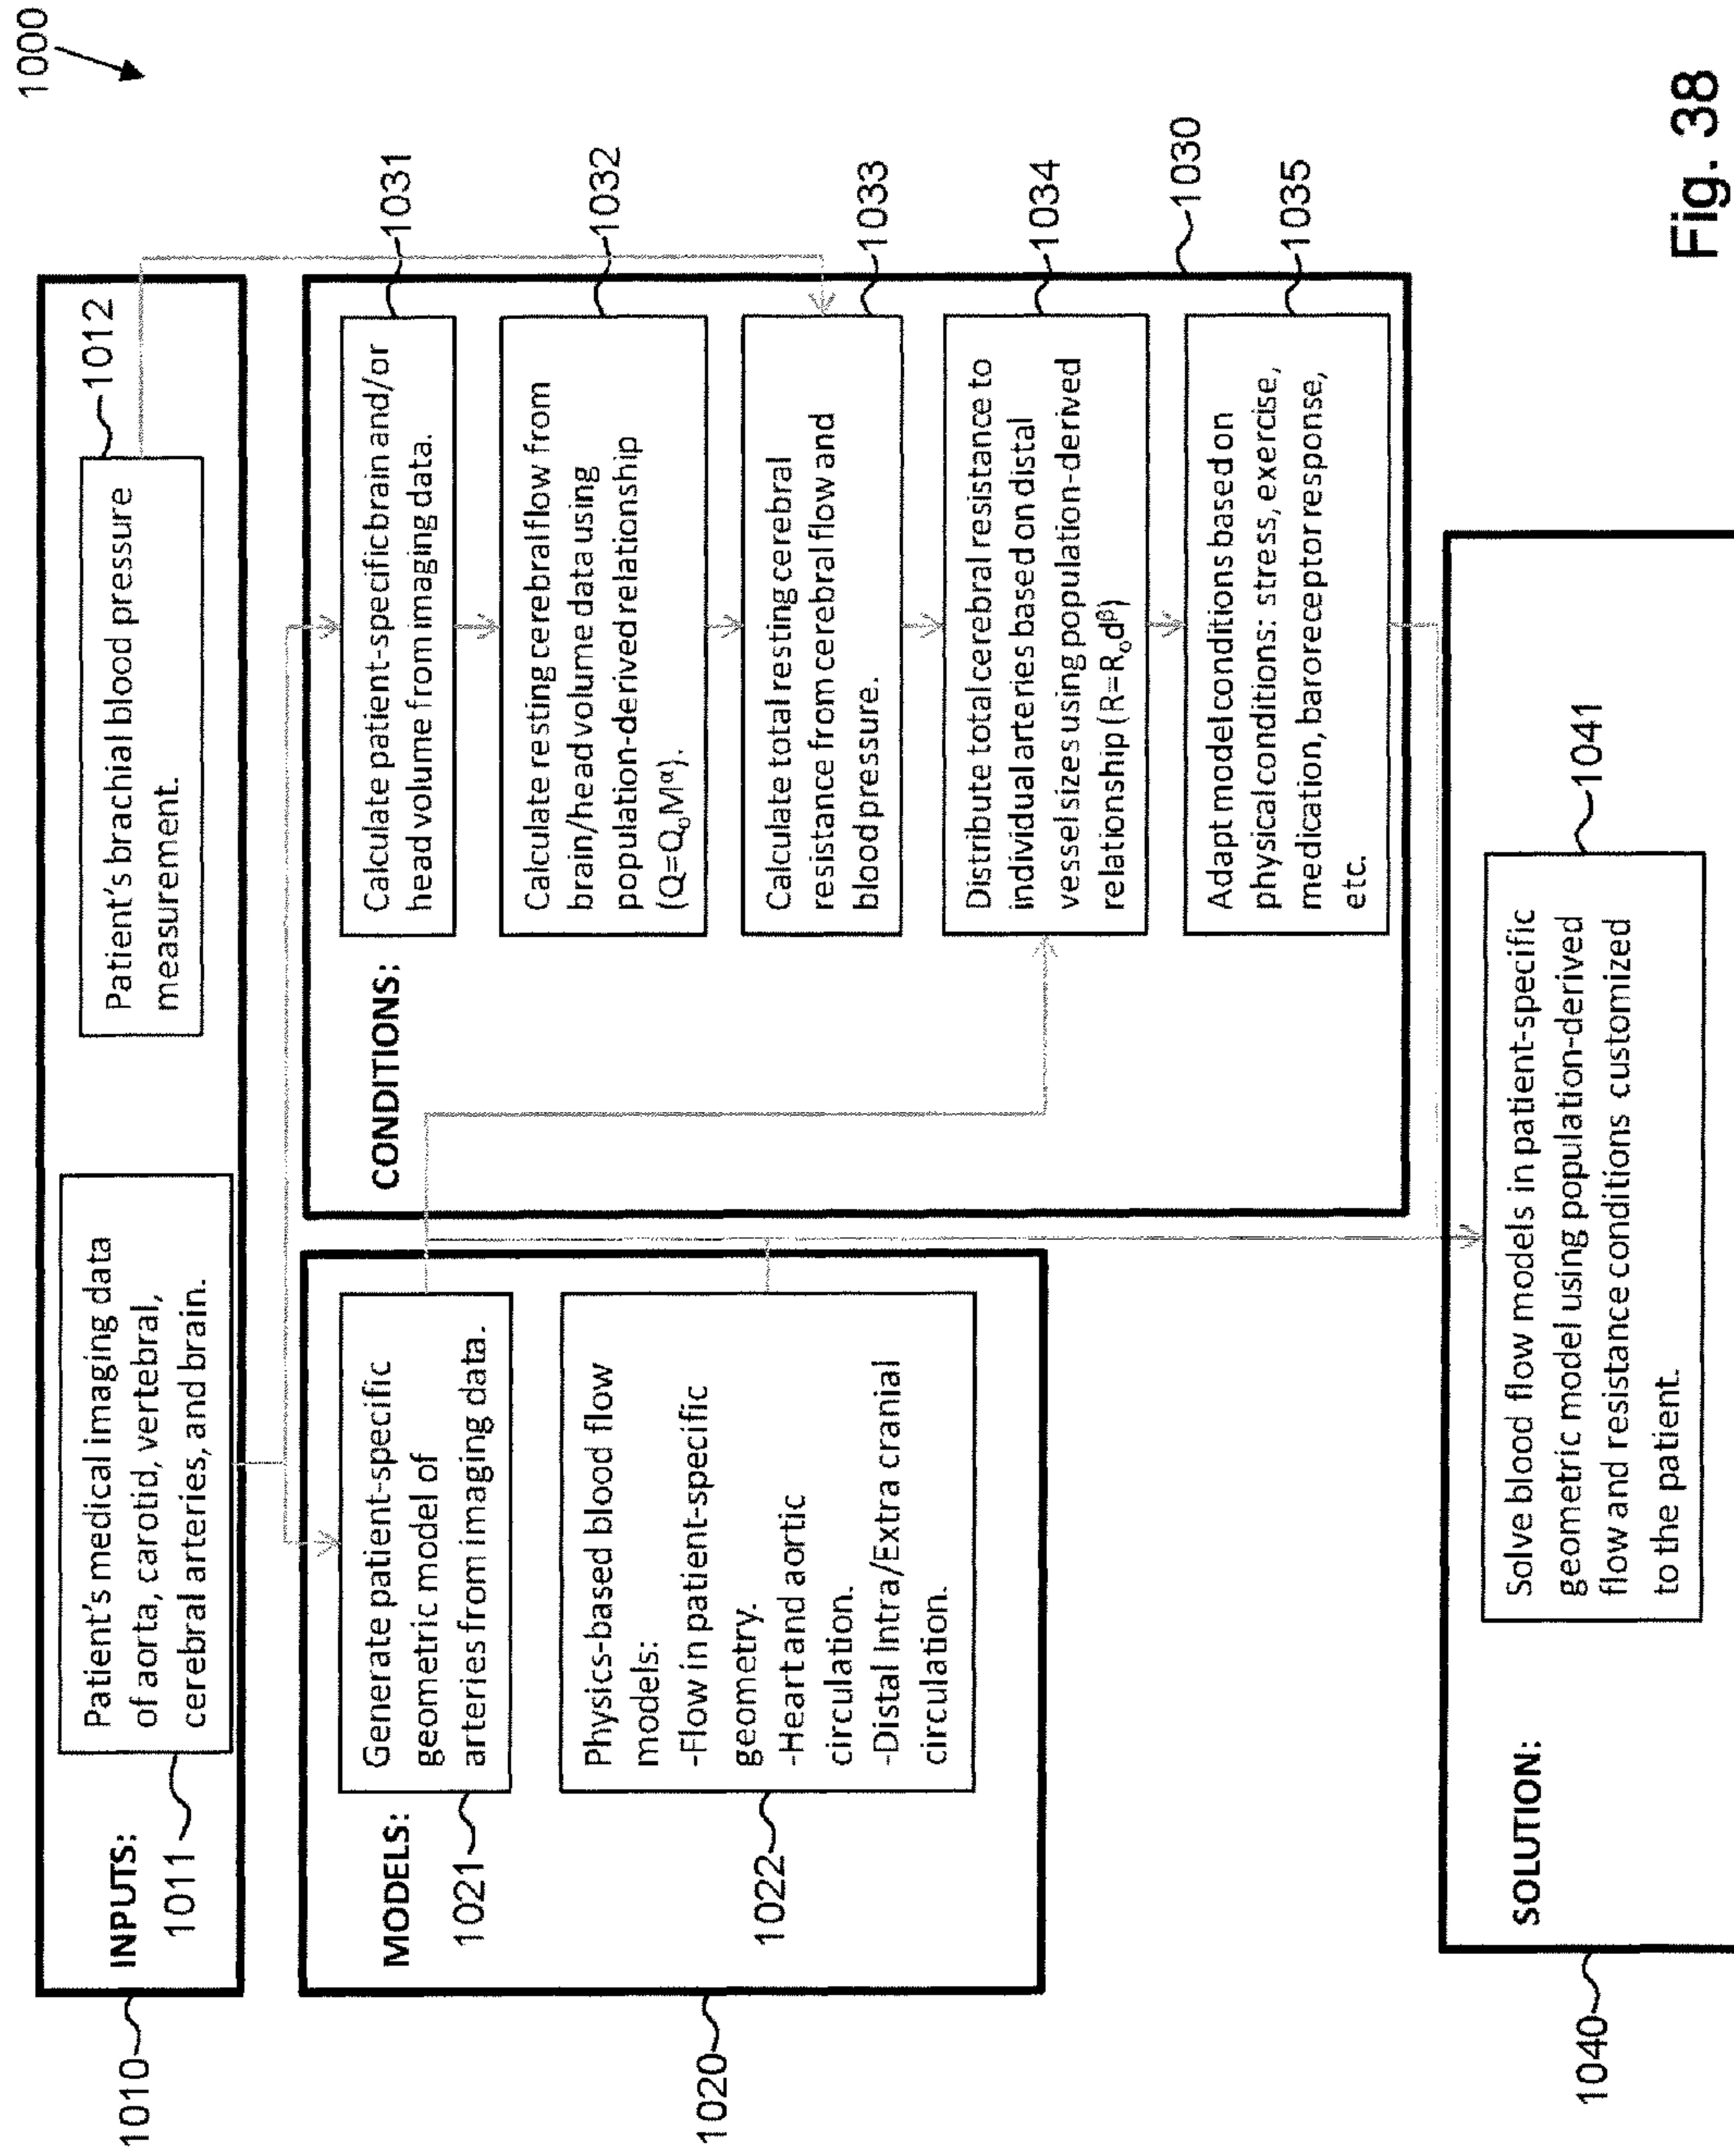 1000
1010
INPUTS:
1011
Patient's medical imaging data
of aorta, carotid, vertebral,
cerebral arteries, and brain.
1012
Patient's brachial blood pressure
measurement.
1020
MODELS:
1021
Generate patient-specific
geometric model of
arteries from imaging data.
1022
Physics-based blood flow
models:
-Flow in patient-specific
geometry.
-Heart and aortic
circulation.
-Distal Intra/Extra cranial
circulation.
CONDITIONS:
1030
1031
Calculate patient-specific brain and/or
head volume from imaging data.
1032
Calculate resting cerebral flow from
brain/head volume data using
population-derived relationship
(Q=Q₀M^α).
1033
Calculate total resting cerebral
resistance from cerebral flow and
blood pressure.
1034
Distribute total cerebral resistance to
individual arteries based on distal
vessel sizes using population-derived
relationship (R=R₀d^β)
1035
Adapt model conditions based on
physical conditions: stress, exercise,
medication, baroreceptor response,
etc.
1040
SOLUTION:
1041
Solve blood flow models in patient-specific
geometric model using population-derived
flow and resistance conditions customized
to the patient.
Fig. 38